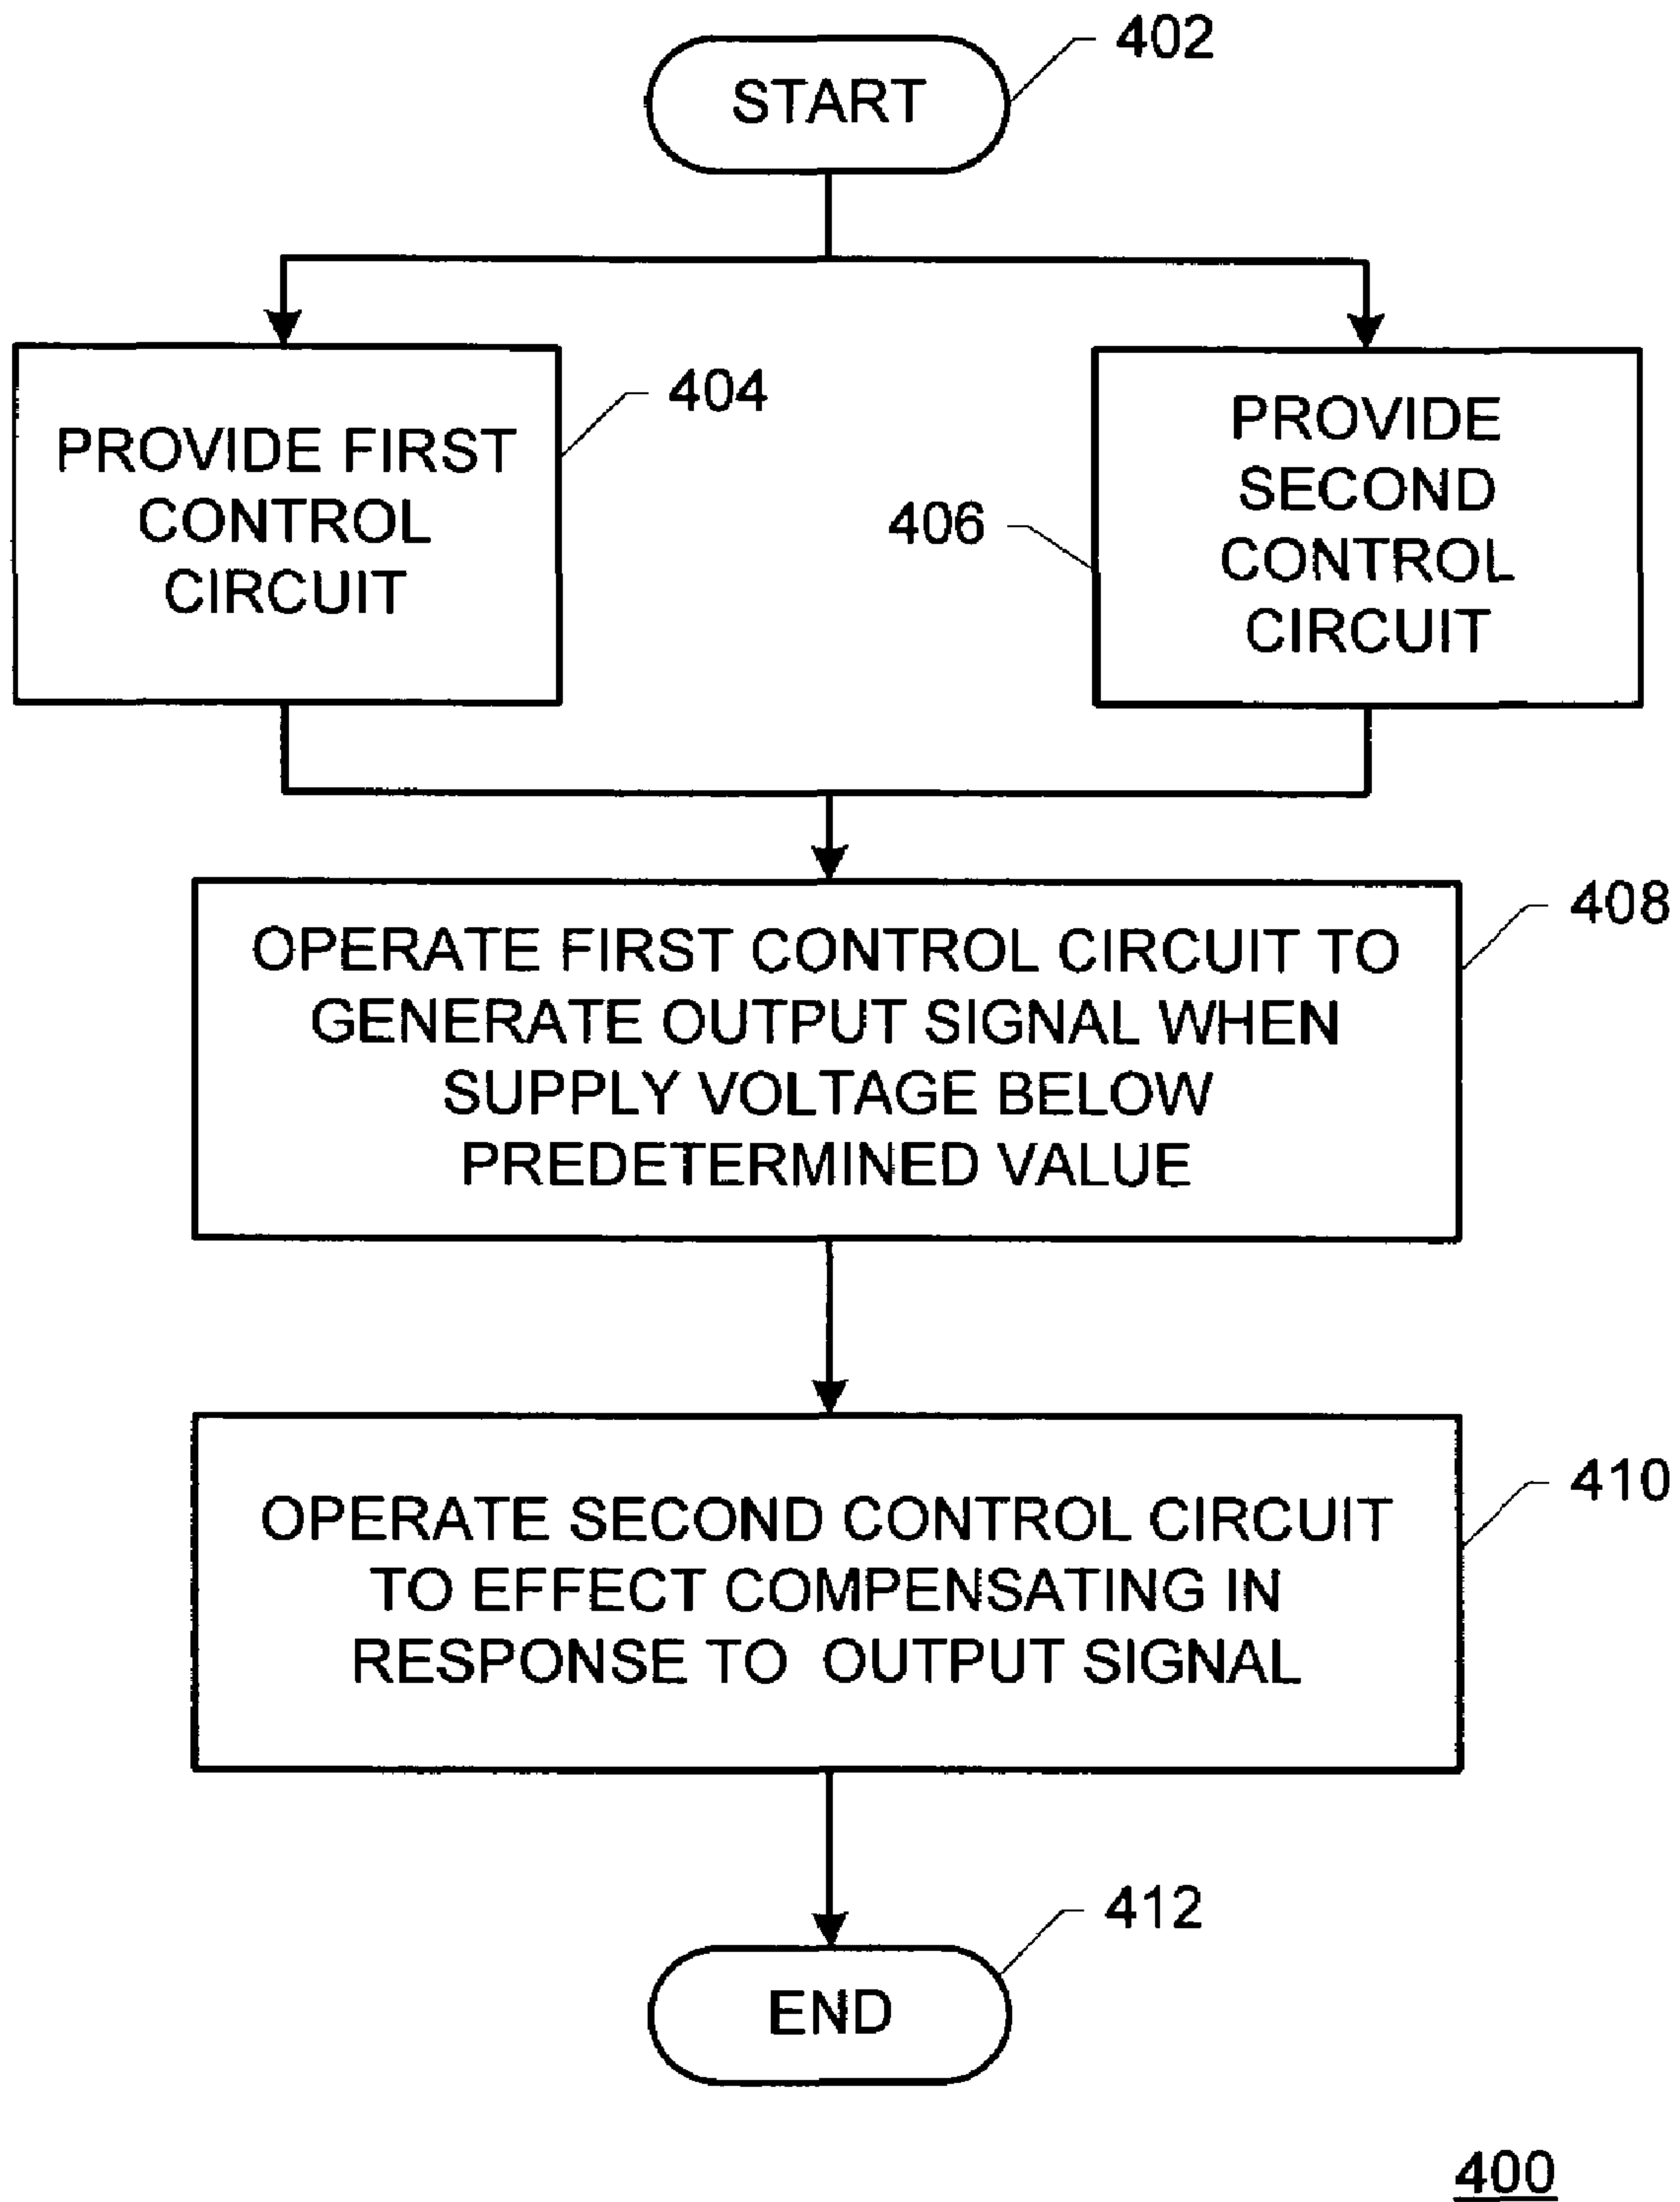 402
START
404
PROVIDE FIRST
CONTROL
CIRCUIT
406
PROVIDE
SECOND
CONTROL
CIRCUIT
408
OPERATE FIRST CONTROL CIRCUIT TO
GENERATE OUTPUT SIGNAL WHEN
SUPPLY VOLTAGE BELOW
PREDETERMINED VALUE
410
OPERATE SECOND CONTROL CIRCUIT
TO EFFECT COMPENSATING IN
RESPONSE TO OUTPUT SIGNAL
412
END
400